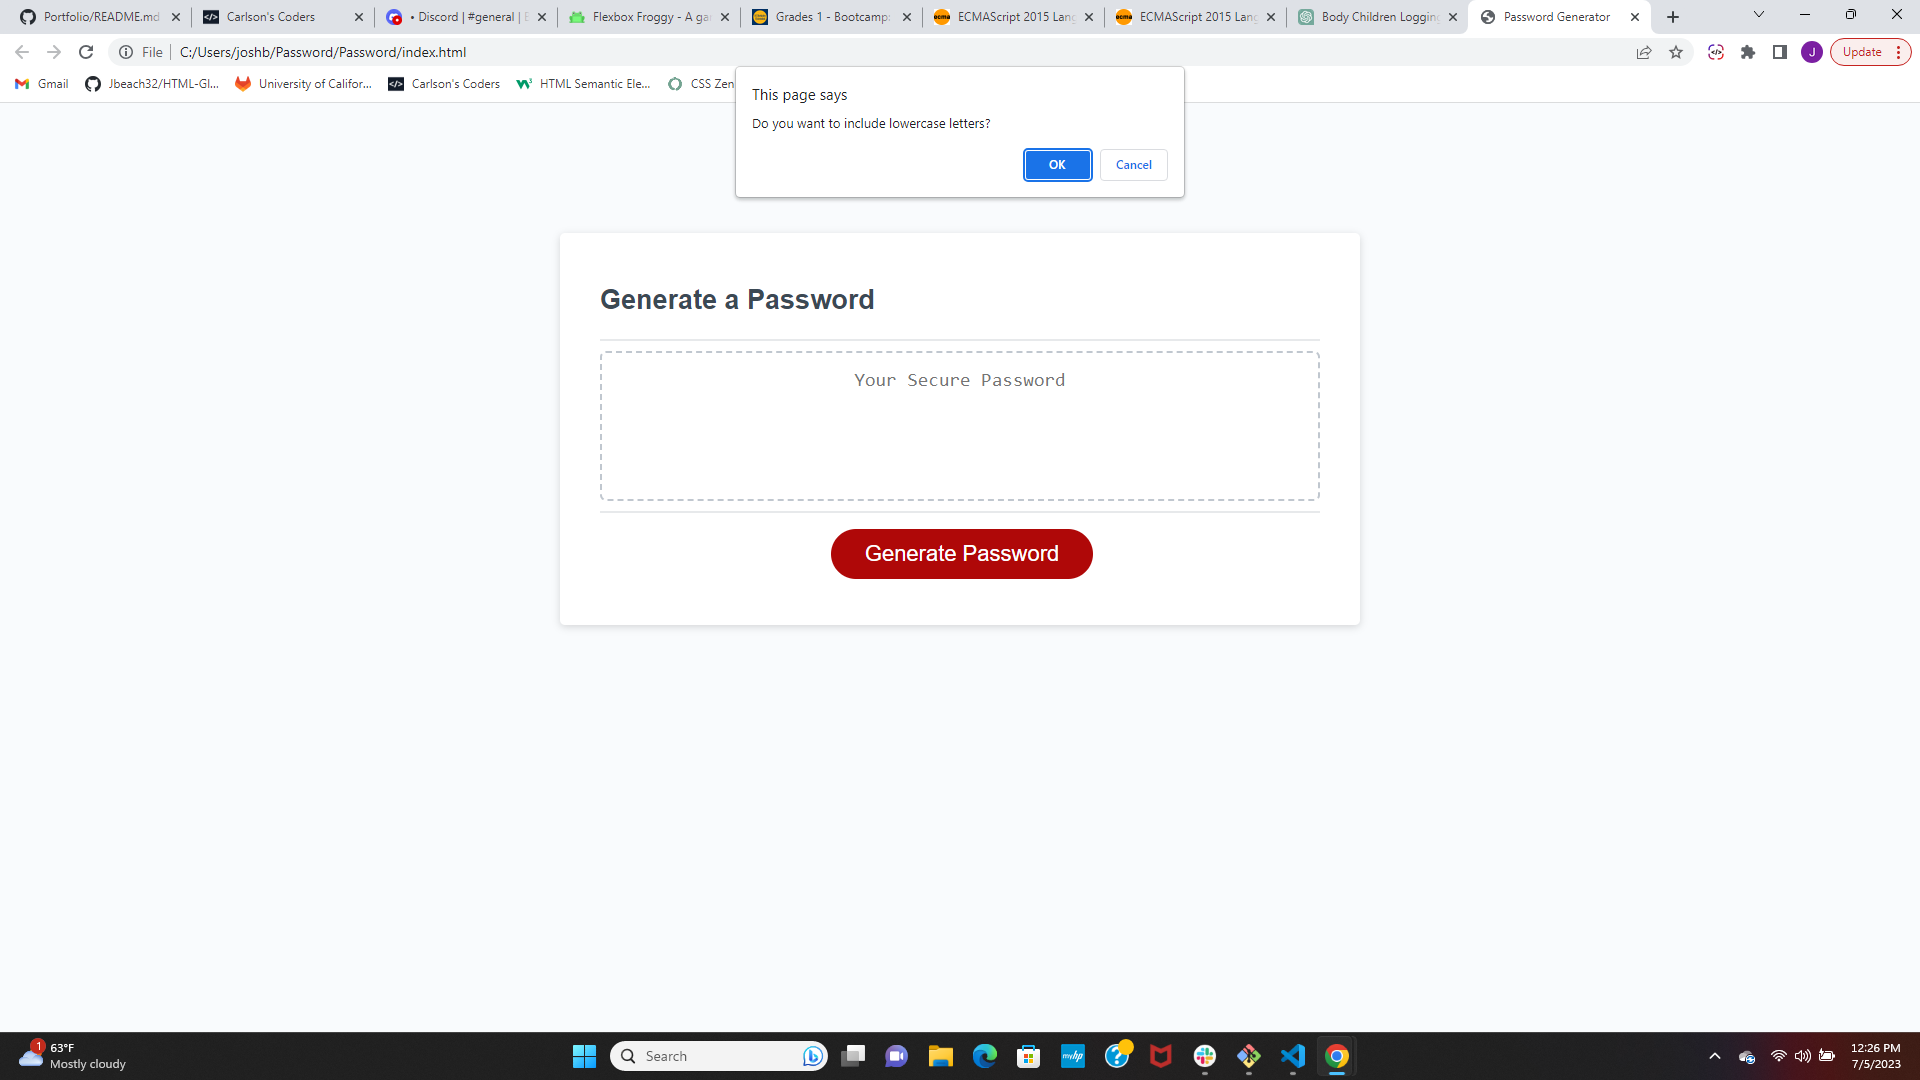 Portfolio/README.md
Carlson's Coders
• Discord | #general |
Flexbox Froggy - A ga
Grades 1 - Bootcamp:
ECMAScript 2015 Lang
ECMAScript 2015 Lang
Body Children Logging
Password Generator
File
C:/Users/joshb/Password/Password/index.html
J
Update
Gmail
Jbeach32/HTML-Gl...
University of Califor...
Carlson's Coders
HTML Semantic Ele...
CSS Zen
This page says
Do you want to include lowercase letters?
OK
Cancel
Generate a Password
Your Secure Password
Generate Password
1
63°F
Mostly cloudy
Search
myhp
12:26 PM
7/5/2023